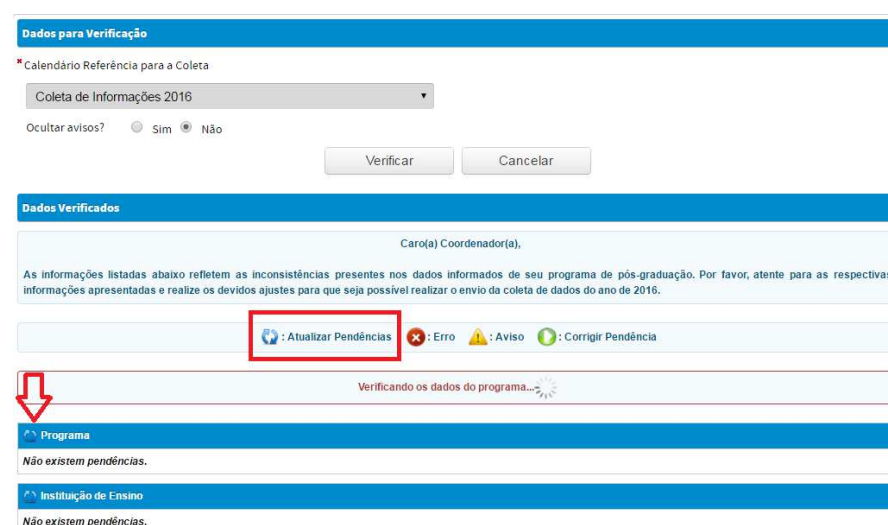 Dados para Verificação
*Calendário Referência para a Coleta
Coleta de Informações 2016
Ocultar avisos? Sim Não
Verificar Cancelar
Dados Verificados
Caro(a) Coordenador(a),
As informações listadas abaixo refletem as inconsistências presentes nos dados informados de seu programa de pós-graduação. Por favor, atente para as respectivas
informações apresentadas e realize os devidos ajustes para que seja possível realizar o envio da coleta de dados do ano de 2016.
: Atualizar Pendências : Erro : Aviso : Corrigir Pendência
Verificando os dados do programa...
Programa
Não existem pendências.
Instituição de Ensino
Não existem pendências.